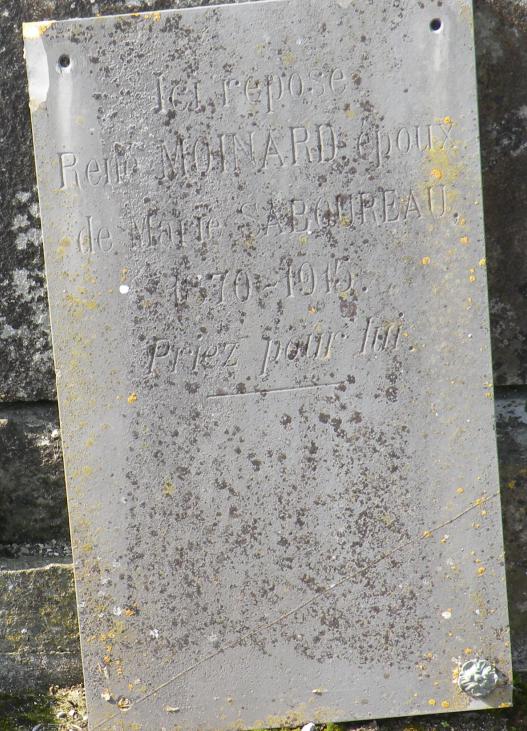 Ici repose
René MOINARD époux
de Marie SABOUREAU.
1870-1915.
Priez pour lui.